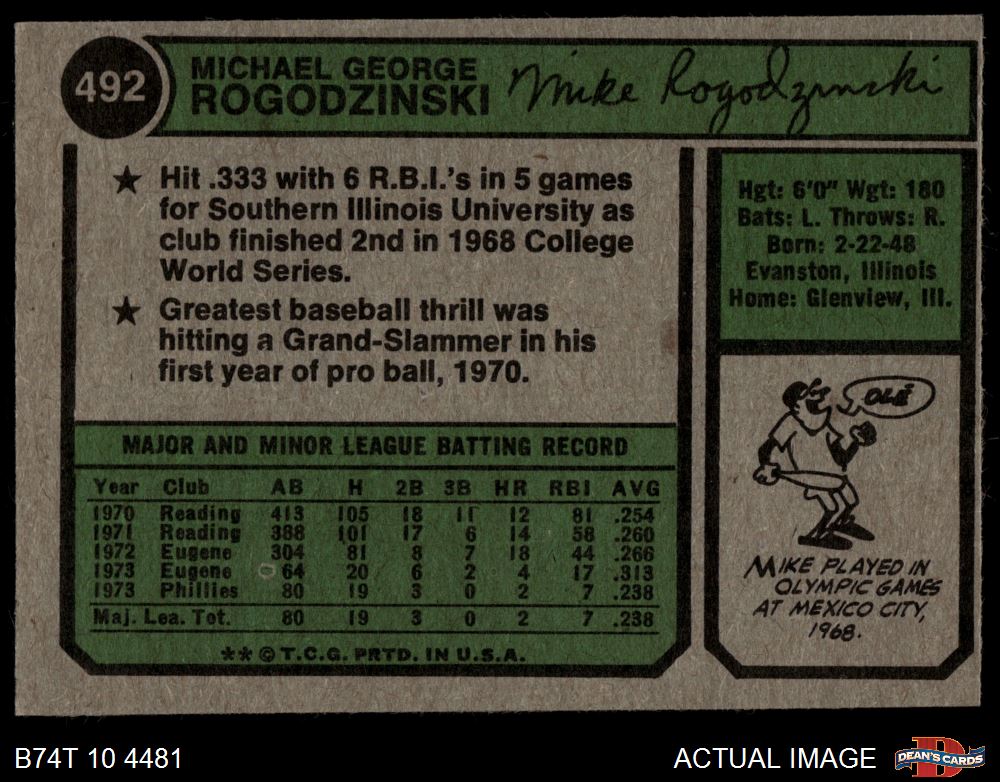 492
MICHAEL GEORGE
ROGODZINSKI
Mike Rogodzinski
★ Hit .333 with 6 R.B.I.'s in 5 games
for Southern Illinois University as
club finished 2nd in 1968 College
World Series.
★ Greatest baseball thrill was
hitting a Grand-Slammer in his
first year of pro ball, 1970.
Hgt: 6'0" Wgt: 180
Bats: L. Throws: R.
Born: 2-22-48
Evanston, Illinois
Home: Glenview, Ill.
OLÉ
MIKE PLAYED IN
OLYMPIC GAMES
AT MEXICO CITY,
1968.
MAJOR AND MINOR LEAGUE BATTING RECORD
Year Club AB H 2B 3B HR RBI AVG
1970 Reading 413 105 18 11 12 81 .254
1971 Reading 388 101 17 6 14 58 .260
1972 Eugene 304 81 8 7 18 44 .266
1973 Eugene 64 20 6 2 4 17 .313
1973 Phillies 80 19 3 0 2 7 .238
Maj. Lea. Tot. 80 19 3 0 2 7 .238
** © T.C.G. PRTD. IN U.S.A.
B74T 10 4481
ACTUAL IMAGE
D
DEAN'S CARDS